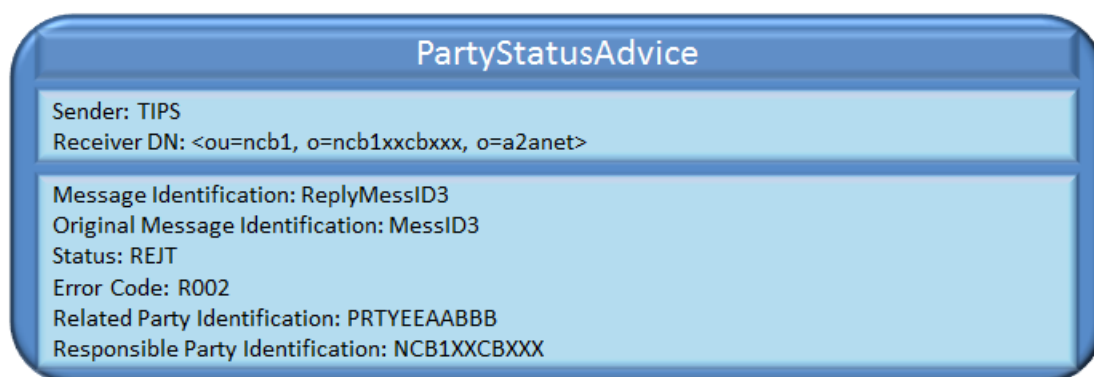 PartyStatusAdvice
Sender: TIPS
Receiver DN: <ou=ncb1, o=ncb1xxcbxxx, o=a2anet>
Message Identification: ReplyMessID3
Original Message Identification: MessID3
Status: REJT
Error Code: R002
Related Party Identification: PRTYEEAABBB
Responsible Party Identification: NCB1XXCBXXX